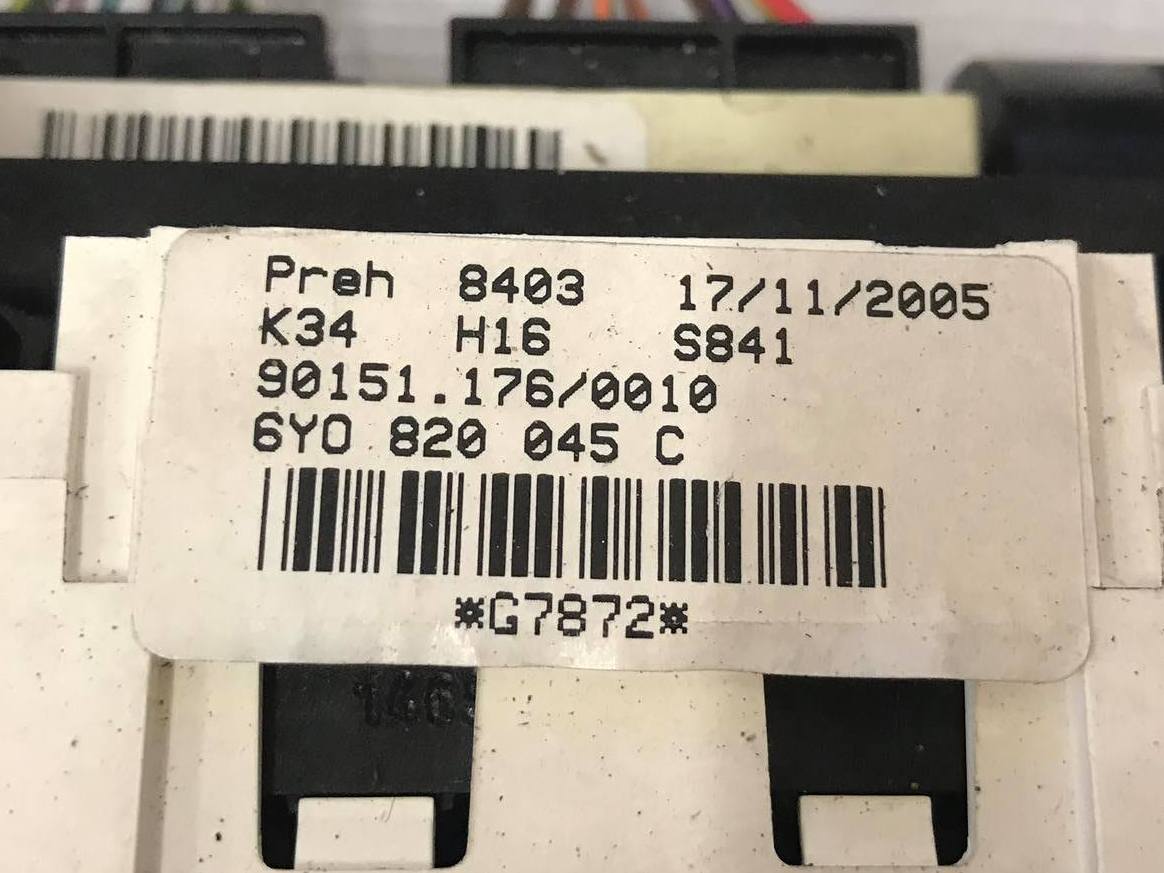 Preh 8403 17/11/2005
K34 H16 S841
90151.176/0010
6Y0 820 045 C
*G7872*